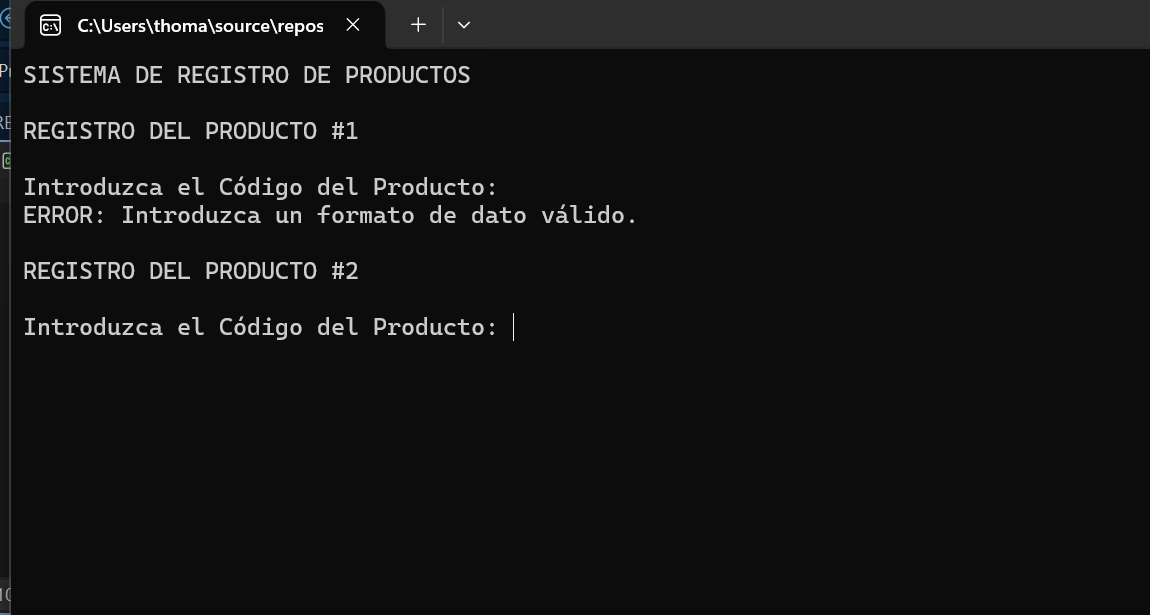 C:\Users\thoma\source\repos
SISTEMA DE REGISTRO DE PRODUCTOS
REGISTRO DEL PRODUCTO #1
Introduzca el Código del Producto:
ERROR: Introduzca un formato de dato válido.
REGISTRO DEL PRODUCTO #2
Introduzca el Código del Producto: